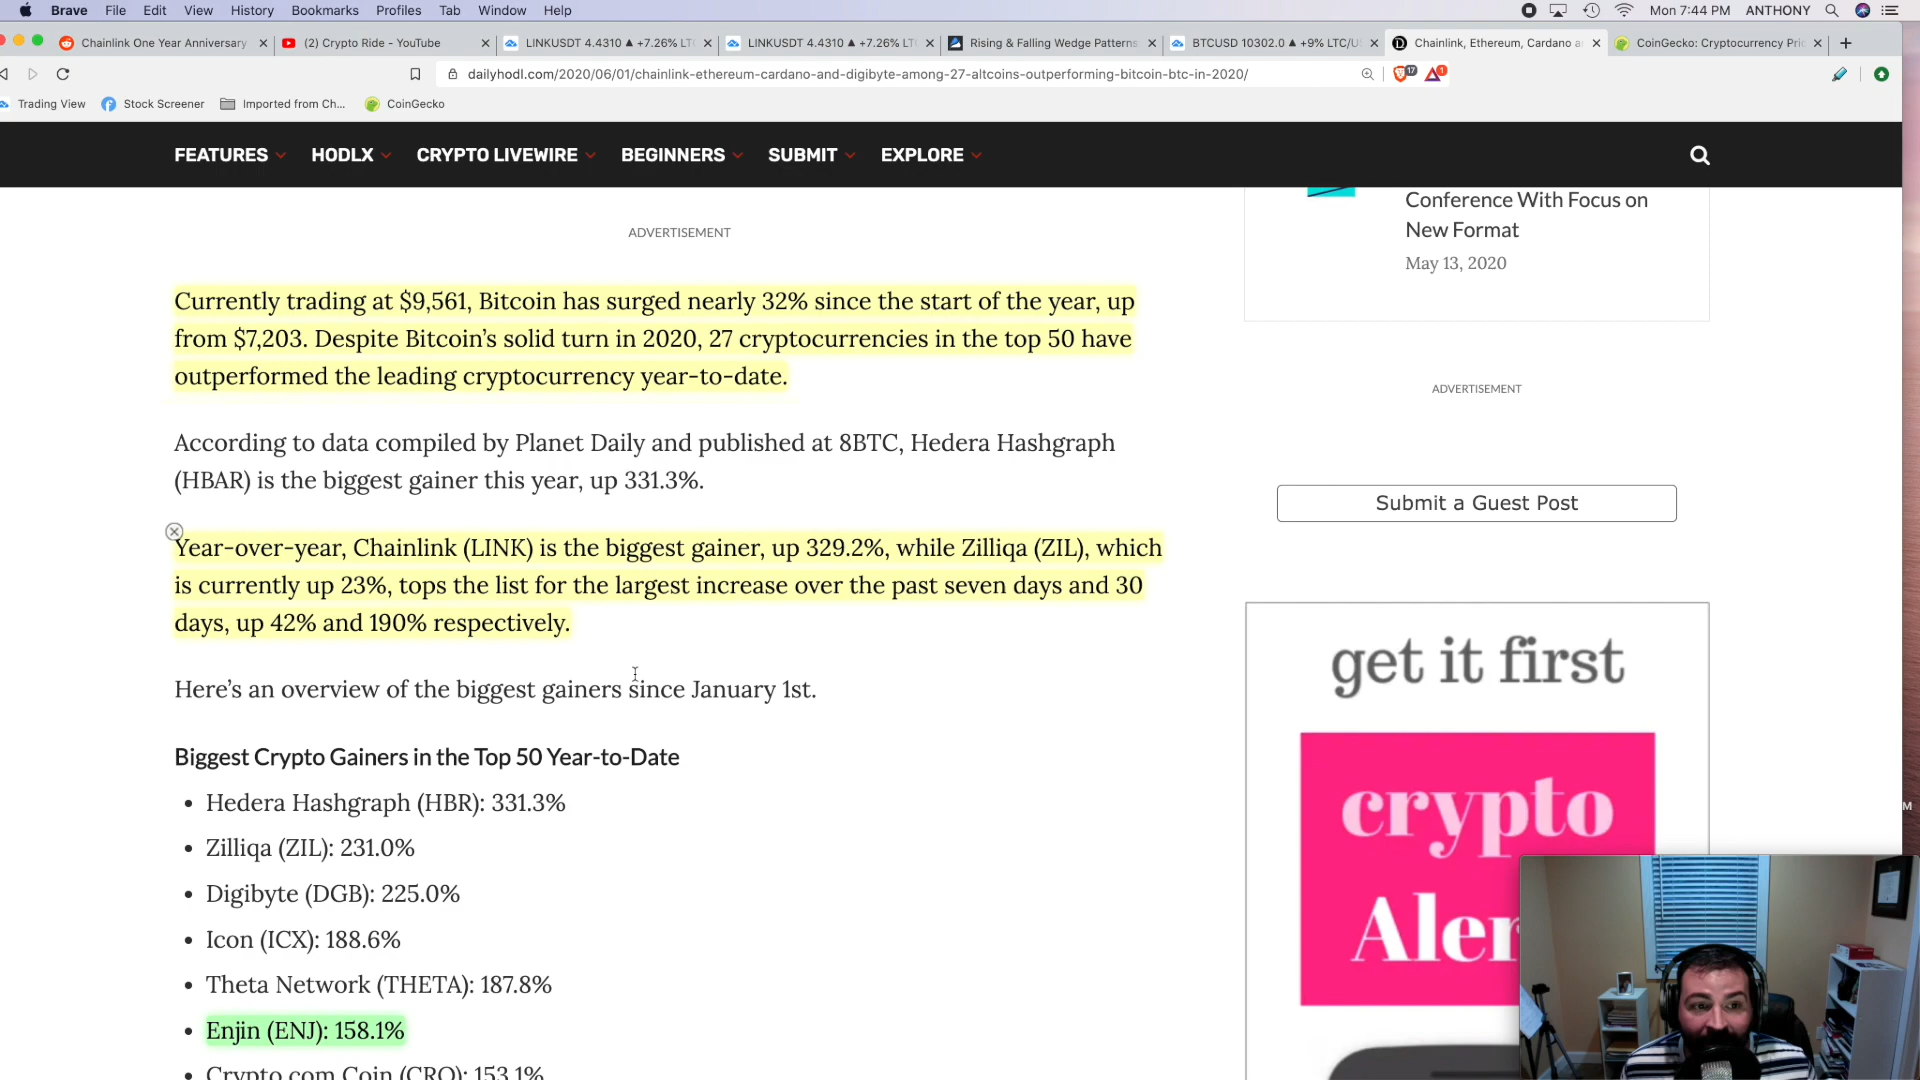 Brave File Edit View History Bookmarks Profiles Tab Window Help Mon 7:44 PM ANTHONY
Chainlink One Year Anniversary
(2) Crypto Ride - YouTube
LINKUSDT 4.4310 ▲ +7.26% LTC
LINKUSDT 4.4310 ▲ +7.26% LTC
Rising & Falling Wedge Patterns
BTCUSD 10302.0 ▲ +9% LTC/U
Chainlink, Ethereum, Cardano a
CoinGecko: Cryptocurrency Pri
dailyhodl.com/2020/06/01/chainlink-ethereum-cardano-and-digibyte-among-27-altcoins-outperforming-bitcoin-btc-in-2020/
17
1
Trading View Stock Screener Imported from Ch... CoinGecko
FEATURES HODLX CRYPTO LIVEWIRE BEGINNERS SUBMIT EXPLORE
ADVERTISEMENT
Currently trading at $9,561, Bitcoin has surged nearly 32% since the start of the year, up
from $7,203. Despite Bitcoin's solid turn in 2020, 27 cryptocurrencies in the top 50 have
outperformed the leading cryptocurrency year-to-date.
According to data compiled by Planet Daily and published at 8BTC, Hedera Hashgraph
(HBAR) is the biggest gainer this year, up 331.3%.
Year-over-year, Chainlink (LINK) is the biggest gainer, up 329.2%, while Zilliqa (ZIL), which
is currently up 23%, tops the list for the largest increase over the past seven days and 30
days, up 42% and 190% respectively.
Here's an overview of the biggest gainers since January 1st.
Biggest Crypto Gainers in the Top 50 Year-to-Date
• Hedera Hashgraph (HBR): 331.3%
• Zilliqa (ZIL): 231.0%
• Digibyte (DGB): 225.0%
• Icon (ICX): 188.6%
• Theta Network (THETA): 187.8%
• Enjin (ENJ): 158.1%
• Crypto.com Coin (CRO): 153.1%
Conference With Focus on
New Format
May 13, 2020
ADVERTISEMENT
Submit a Guest Post
get it first
crypto
Aler
M